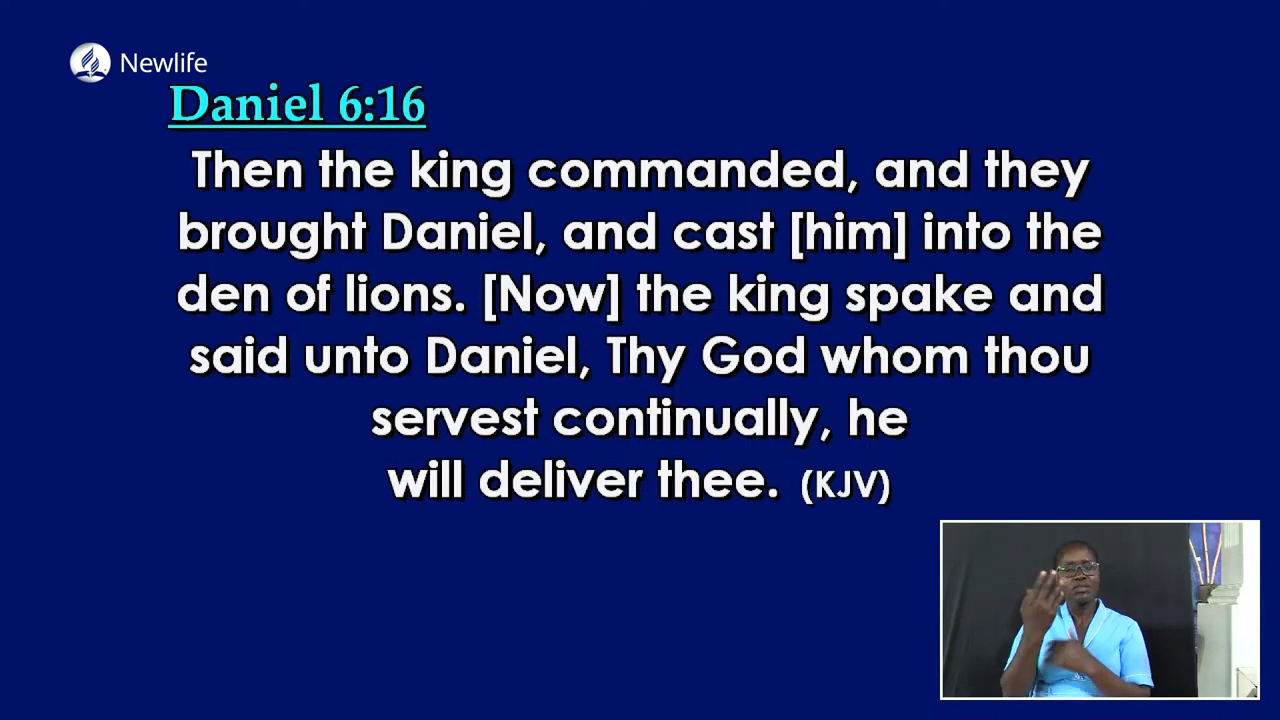 Newlife
Daniel 6:16
Then the king commanded, and they
brought Daniel, and cast [him] into the
den of lions. [Now] the king spake and
said unto Daniel, Thy God whom thou
servest continually, he
will deliver thee. (KJV)